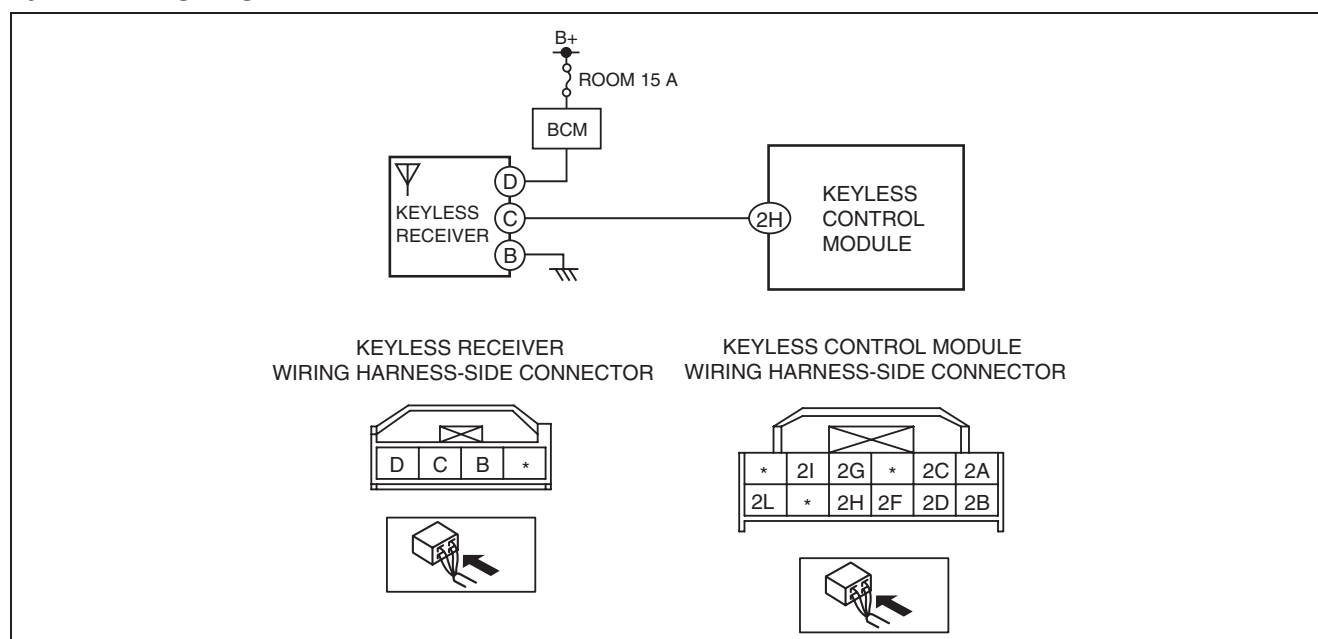 B+
ROOM 15 A
BCM
D
KEYLESS
RECEIVER
C
B
2H
KEYLESS
CONTROL
MODULE
KEYLESS RECEIVER
WIRING HARNESS-SIDE CONNECTOR
KEYLESS CONTROL MODULE
WIRING HARNESS-SIDE CONNECTOR
D C B *
* 2I 2G * 2C 2A
2L * 2H 2F 2D 2B